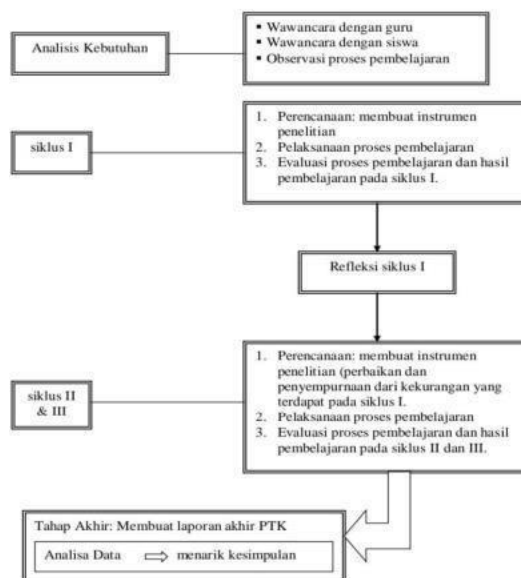 Analisis Kebutuhan
▪ Wawancara dengan guru
▪ Wawancara dengan siswa
▪ Observasi proses pembelajaran
siklus I
1. Perencanaan: membuat instrumen
penelitian
2. Pelaksanaan proses pembelajaran
3. Evaluasi proses pembelajaran dan hasil
pembelajaran pada siklus I.
Refleksi siklus I
siklus II
& III
1. Perencanaan: membuat instrumen
penelitian (perbaikan dan
penyempurnaan dari kekurangan yang
terdapat pada siklus I.
2. Pelaksanaan proses pembelajaran
3. Evaluasi proses pembelajaran dan hasil
pembelajaran pada siklus II dan III.
Tahap Akhir: Membuat laporan akhir PTK
Analisa Data ⇨ menarik kesimpulan